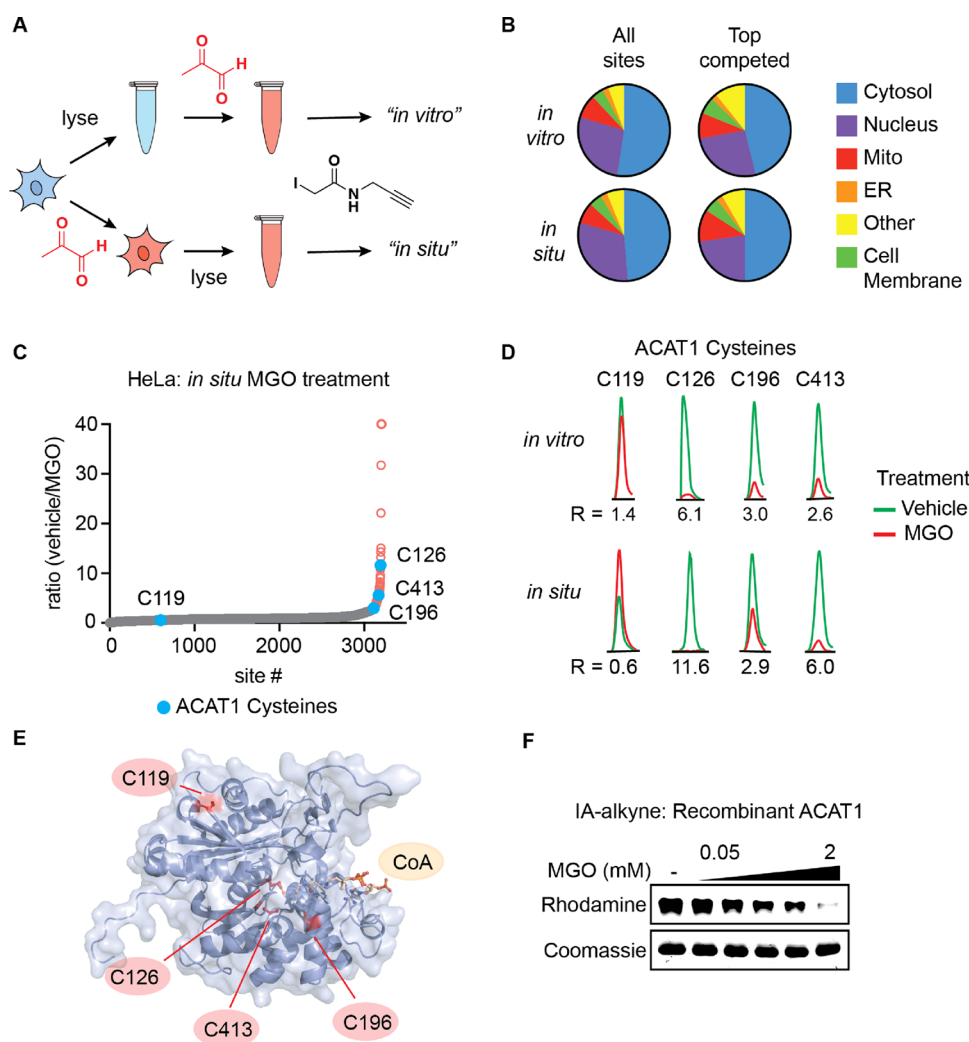 A
O
H
O
lyse
"in vitro"
O
I
N
H
O
H
O
lyse
"in situ"
B
All
sites
Top
competed
in
vitro
in
situ
Cytosol
Nucleus
Mito
ER
Other
Cell
Membrane
C
HeLa: in situ MGO treatment
ratio (vehicle/MGO)
40
30
20
10
0
C119
C126
C413
C196
0
1000
2000
3000
site #
ACAT1 Cysteines
D
ACAT1 Cysteines
C119 C126 C196 C413
in vitro
R = 1.4 6.1 3.0 2.6
in situ
R = 0.6 11.6 2.9 6.0
Treatment
Vehicle
MGO
E
C119
CoA
C126
C413
C196
F
IA-alkyne: Recombinant ACAT1
0.05 2
MGO (mM) -
Rhodamine
Coomassie